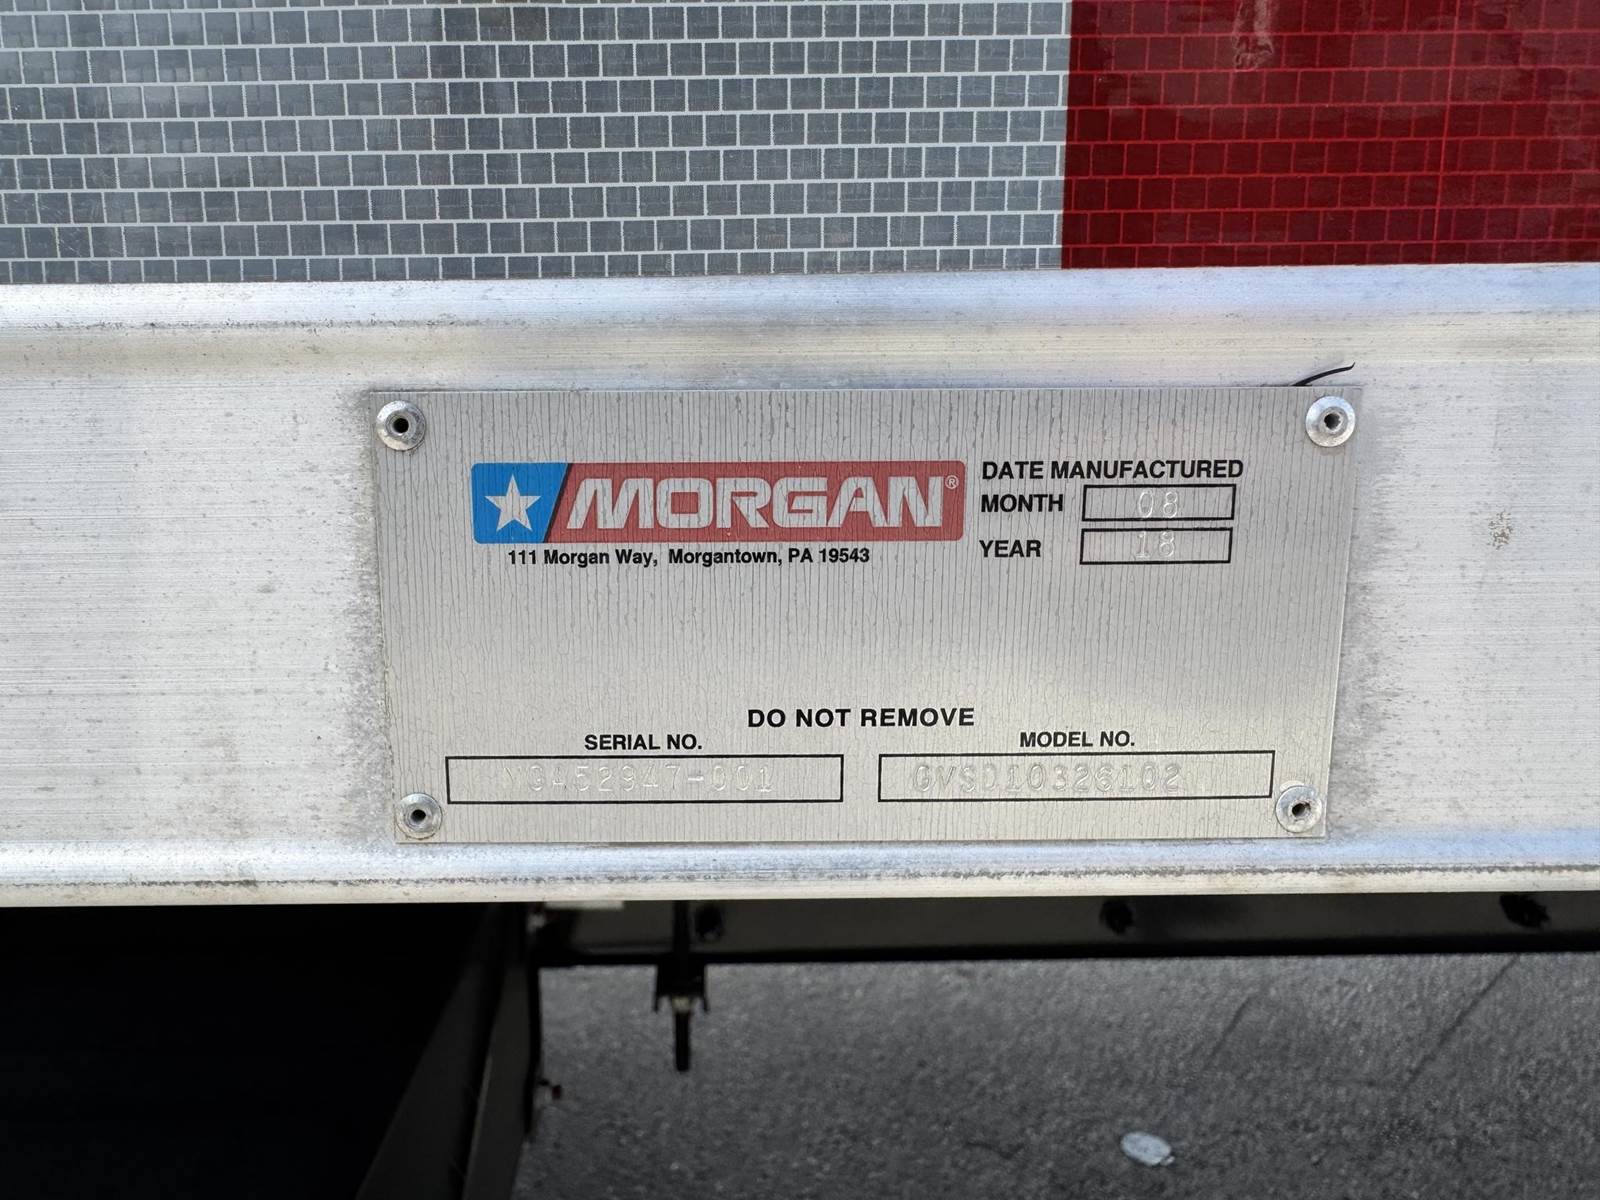 MORGAN®
111 Morgan Way, Morgantown, PA 19543
DATE MANUFACTURED
MONTH 08
YEAR 18
DO NOT REMOVE
SERIAL NO.
MODEL NO.
GVSD10326102